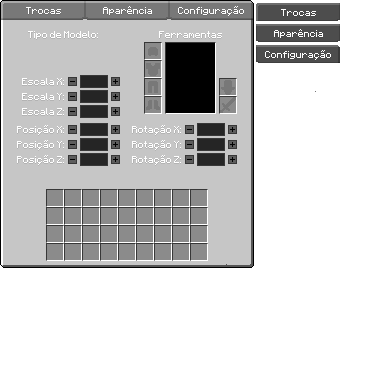 Trocas Aparência Configuração
Tipo de Modelo: Ferramentas
Escala X: - +
Escala Y: - +
Escala Z: - +
Posição X: - + Rotação X: - +
Posição Y: - + Rotação Y: - +
Posição Z: - + Rotação Z: - +
Trocas
Aparência
Configuração